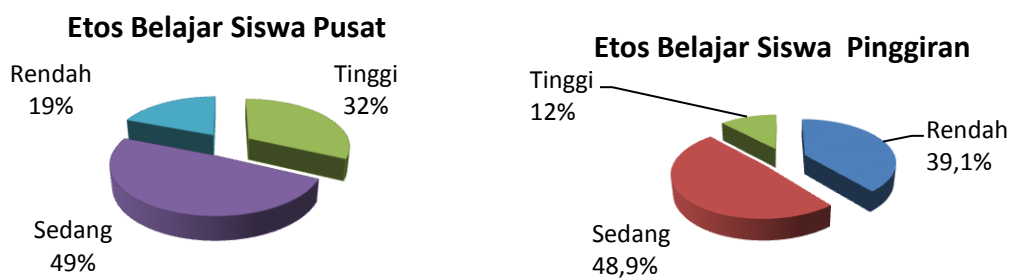 Etos Belajar Siswa Pusat
Rendah
19%
Tinggi
32%
Sedang
49%
Etos Belajar Siswa  Pinggiran
Tinggi
12%
Rendah
39,1%
Sedang
48,9%